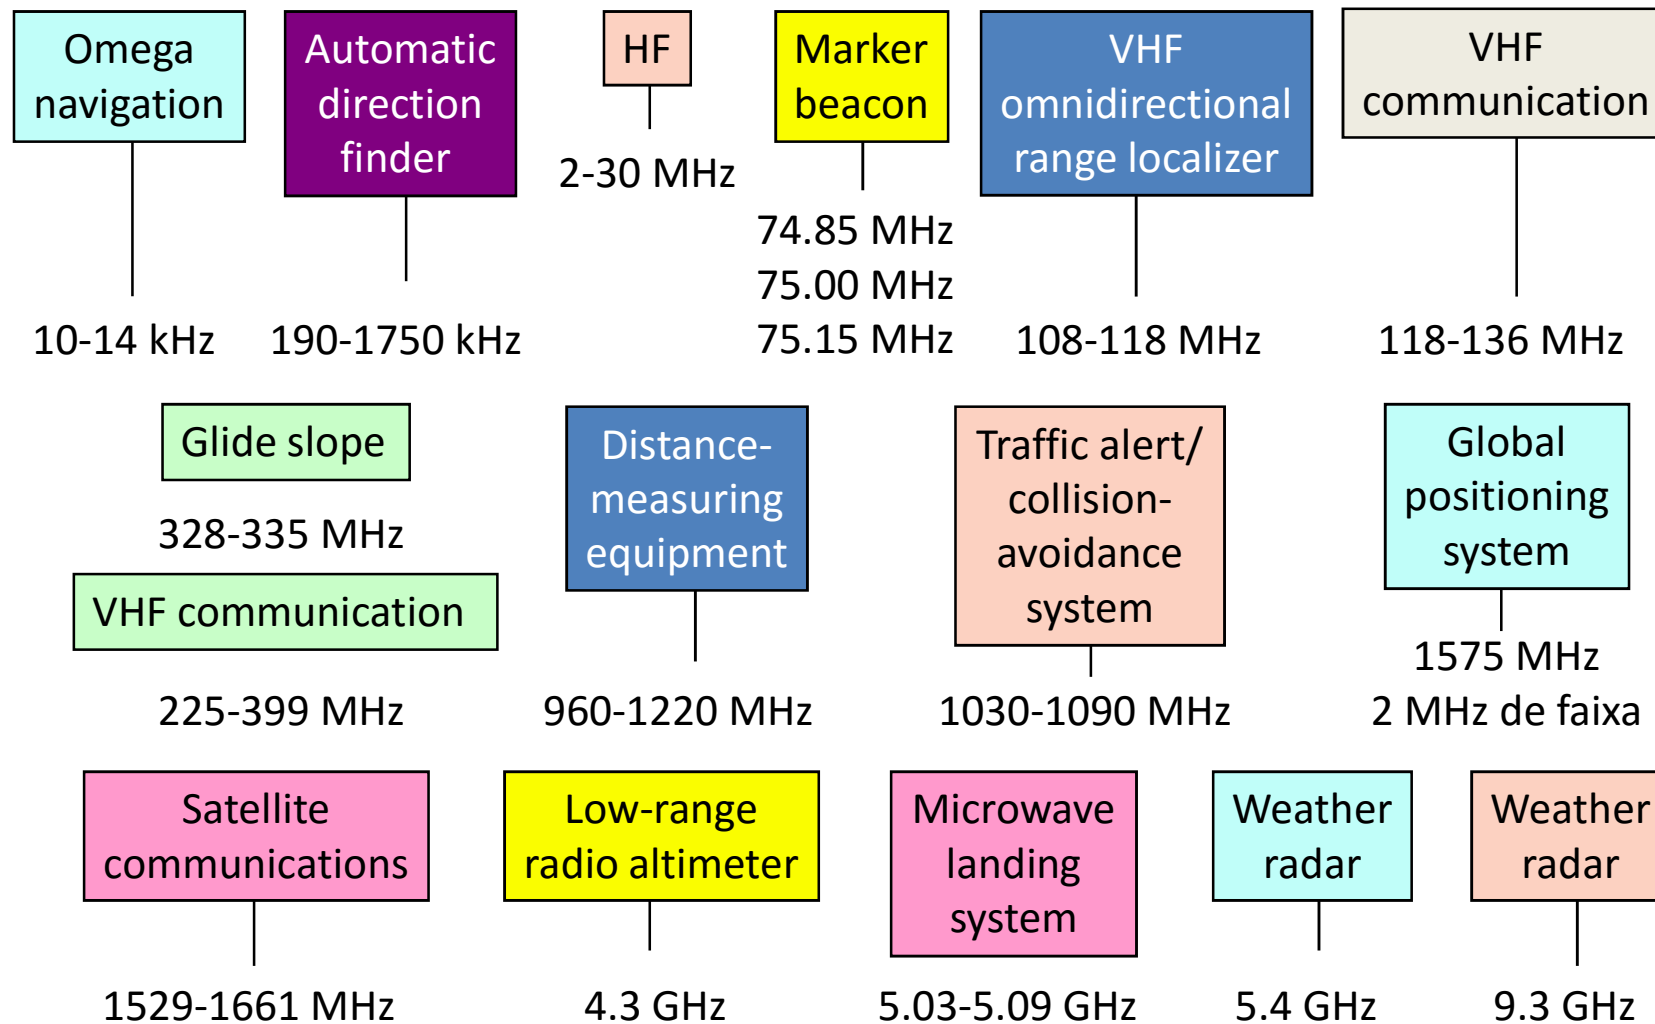 Omega
navigation
10-14 kHz
Automatic
direction
finder
190-1750 kHz
HF
2-30 MHz
Marker
beacon
74.85 MHz
75.00 MHz
75.15 MHz
VHF
omnidirectional
range localizer
108-118 MHz
VHF
communication
118-136 MHz
Glide slope
328-335 MHz
VHF communication
225-399 MHz
Distance-
measuring
equipment
960-1220 MHz
Traffic alert/
collision-
avoidance
system
1030-1090 MHz
Global
positioning
system
1575 MHz
2 MHz de faixa
Satellite
communications
1529-1661 MHz
Low-range
radio altimeter
4.3 GHz
Microwave
landing
system
5.03-5.09 GHz
Weather
radar
5.4 GHz
Weather
radar
9.3 GHz